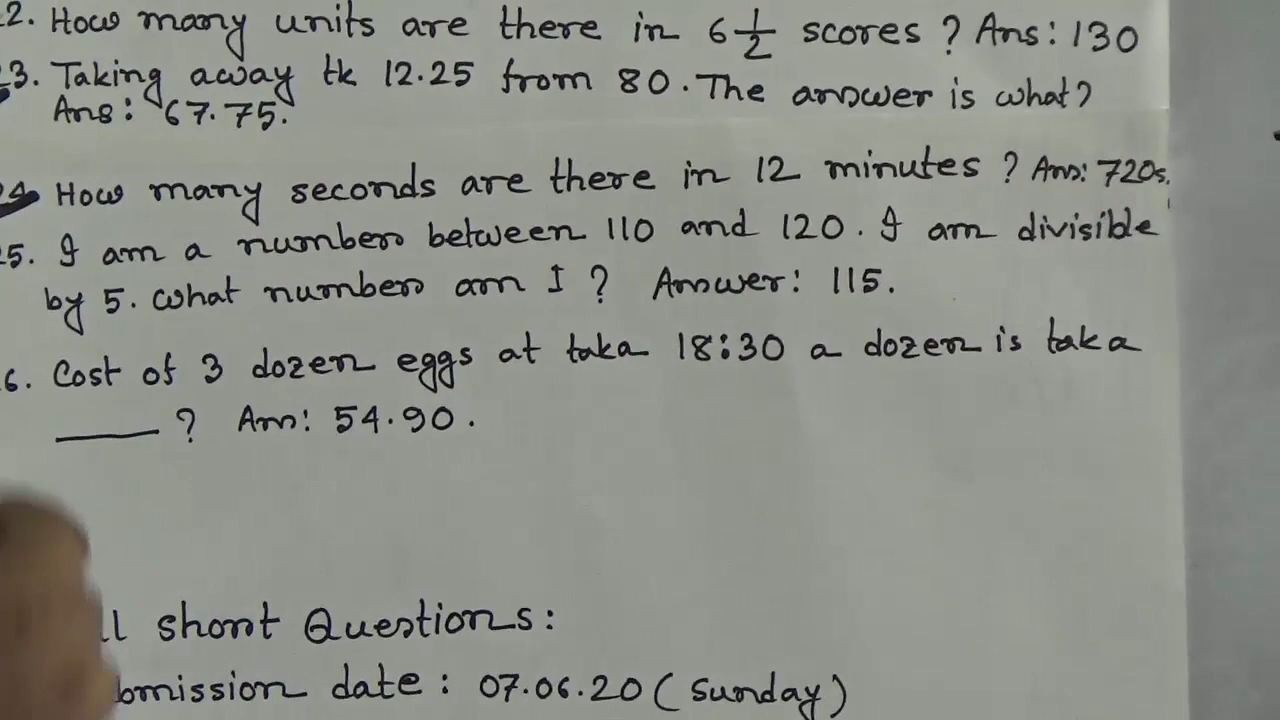 2. How many units are there in 6 1/2 scores ? Ans: 130
3. Taking away tk 12.25 from 80. The answer is what?
Ans: 67.75.
4. How many seconds are there in 12 minutes ? Ans: 720s.
5. I am a number between 110 and 120. I am divisible
by 5. what number am I ? Answer: 115.
6. Cost of 3 dozen eggs at taka 18:30 a dozen is taka
____ ? Ans: 54.90.
ll short Questions:
bmission date : 07.06.20 ( Sunday )